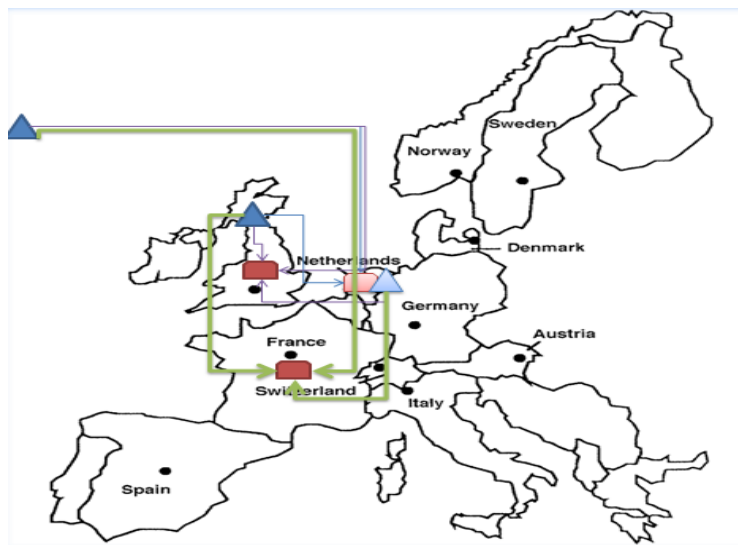 Sweden
Norway
Denmark
Netherlands
Germany
Austria
France
Switzerland
Italy
Spain